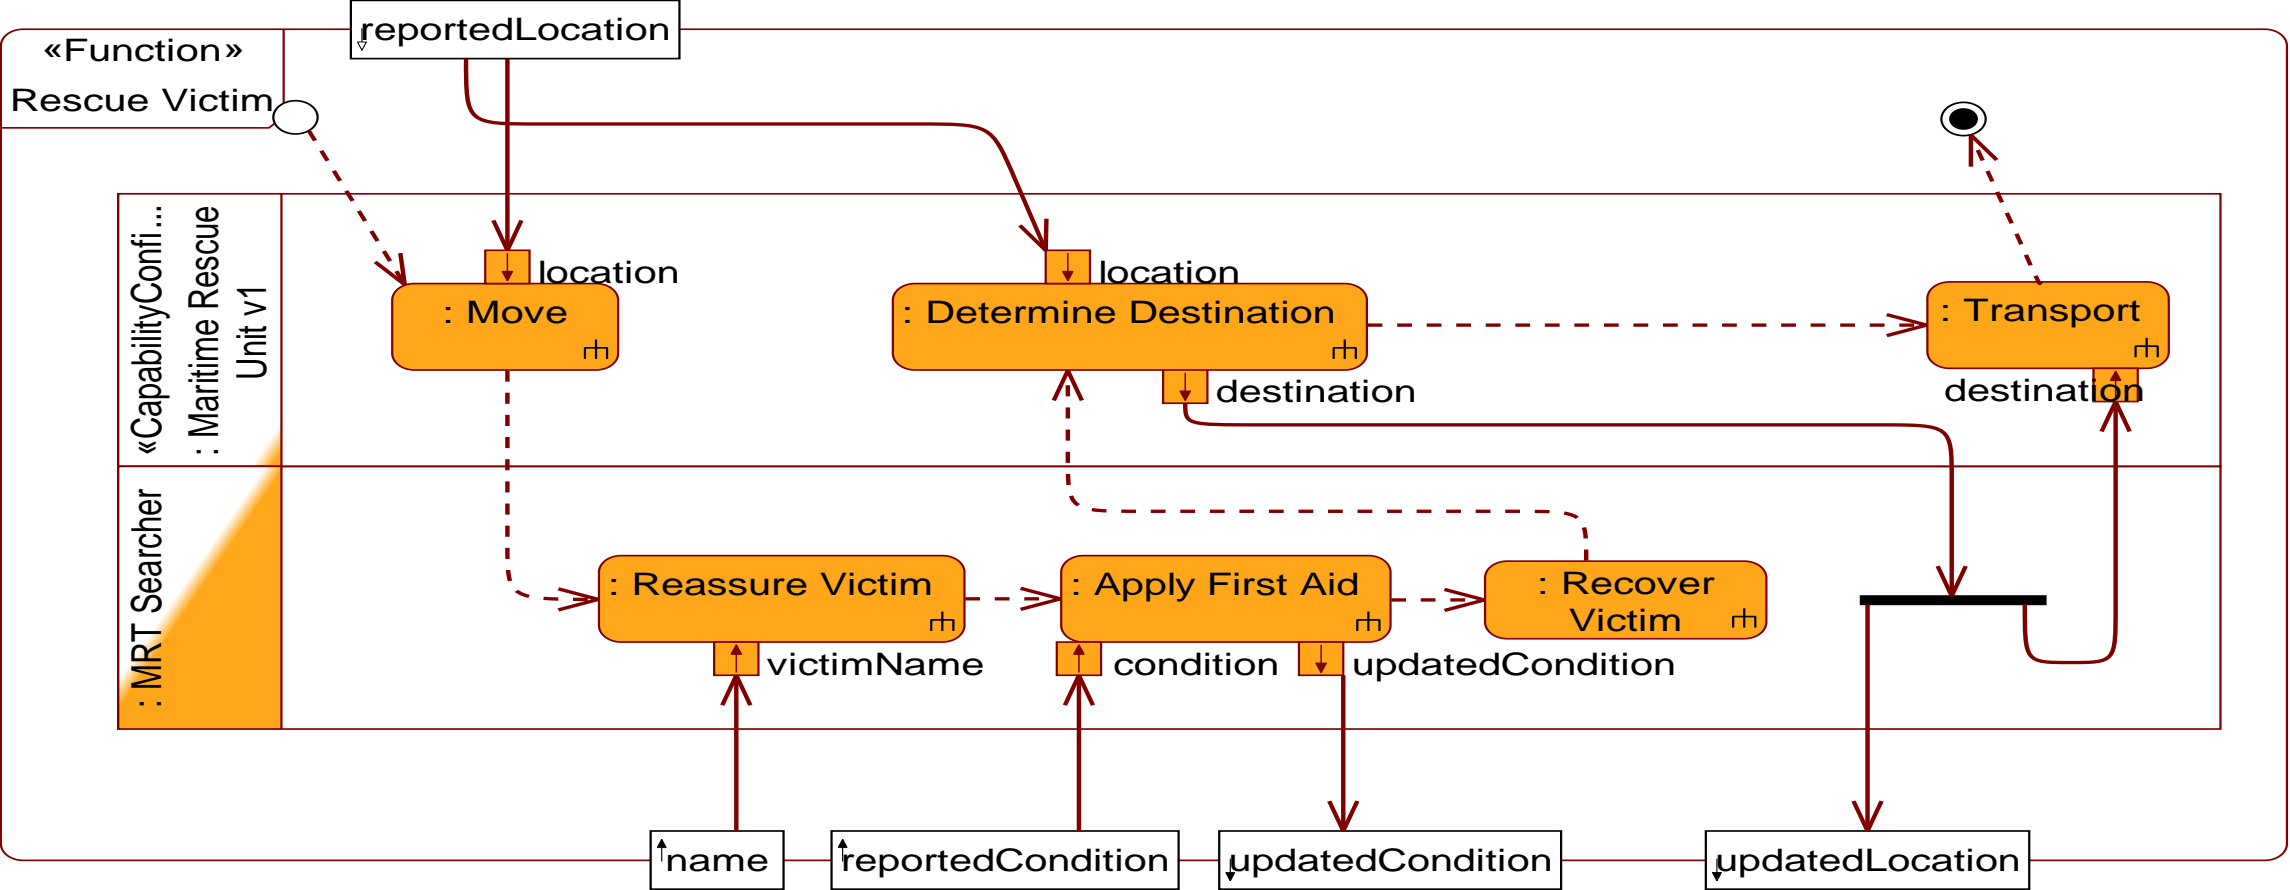 reportedLocation
«Function»
Rescue Victim
«CapabilityConfi...
: Maritime Rescue
Unit v1
location
: Move
location
: Determine Destination
destination
: Transport
destination
: MRT Searcher
: Reassure Victim
victimName
: Apply First Aid
condition
updatedCondition
: Recover
Victim
name
reportedCondition
updatedCondition
updatedLocation